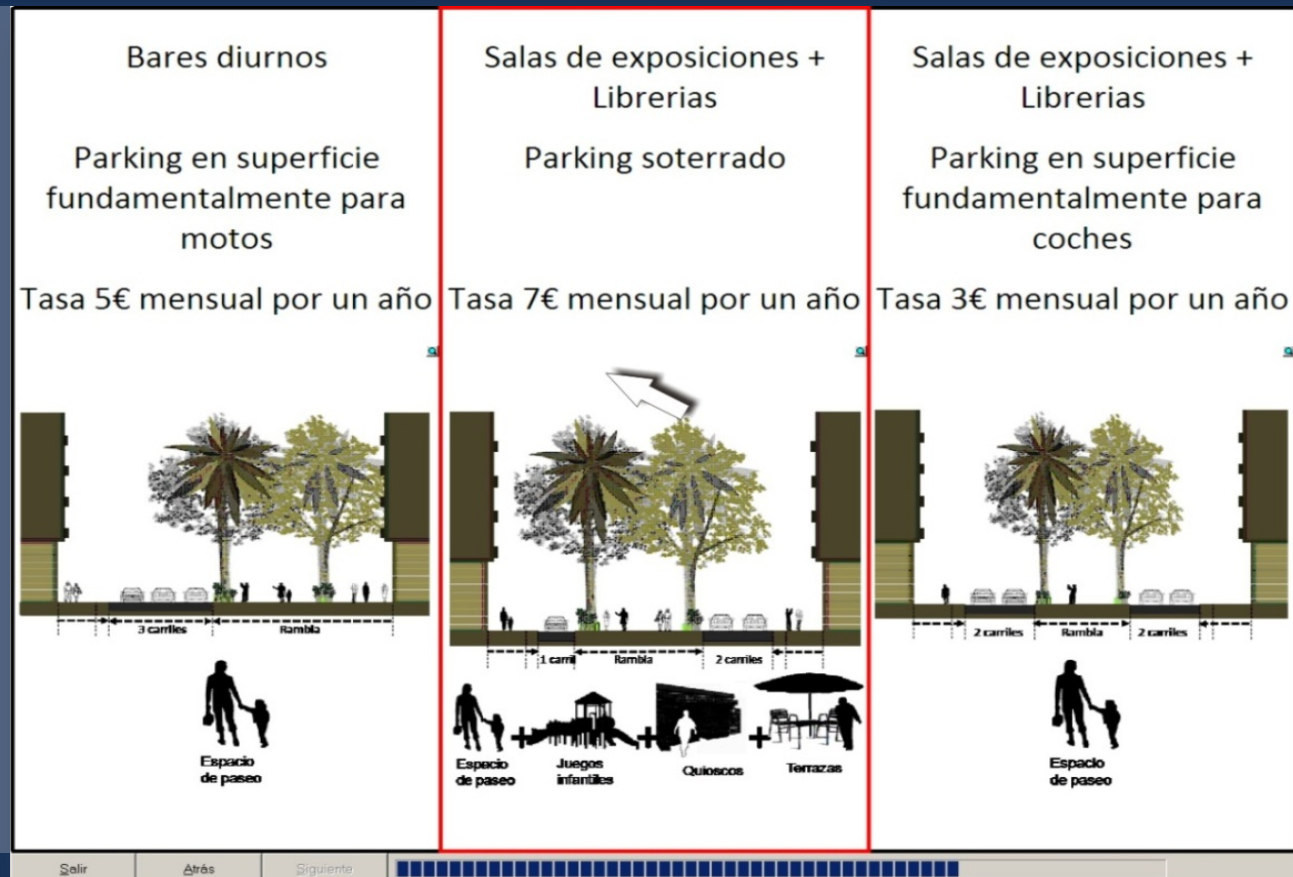 Bares diurnos
Parking en superficie
fundamentalmente para
motos
Tasa 5€ mensual por un año
3 carriles
Rambla
Espacio
de paseo
Salas de exposiciones +
Librerias
Parking soterrado
Tasa 7€ mensual por un año
1 carril
Rambla
2 carriles
Espacio
de paseo
+
Juegos
infantiles
+
Quioscos
+
Terrazas
Salas de exposiciones +
Librerias
Parking en superficie
fundamentalmente para
coches
Tasa 3€ mensual por un año
2 carriles
Rambla
2 carriles
Espacio
de paseo
Salir
Atrás
Siguiente